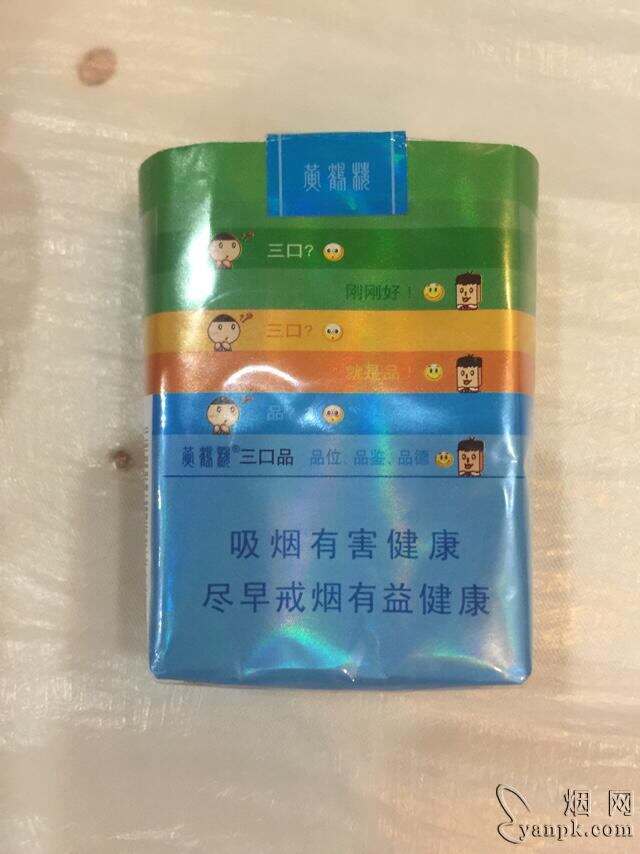 黄鹤楼
三口?
刚刚好!
三口?
就是品!
品
黄鹤楼®三口品 品位、品鉴、品德
吸烟有害健康
尽早戒烟有益健康
烟网
yanpk.com